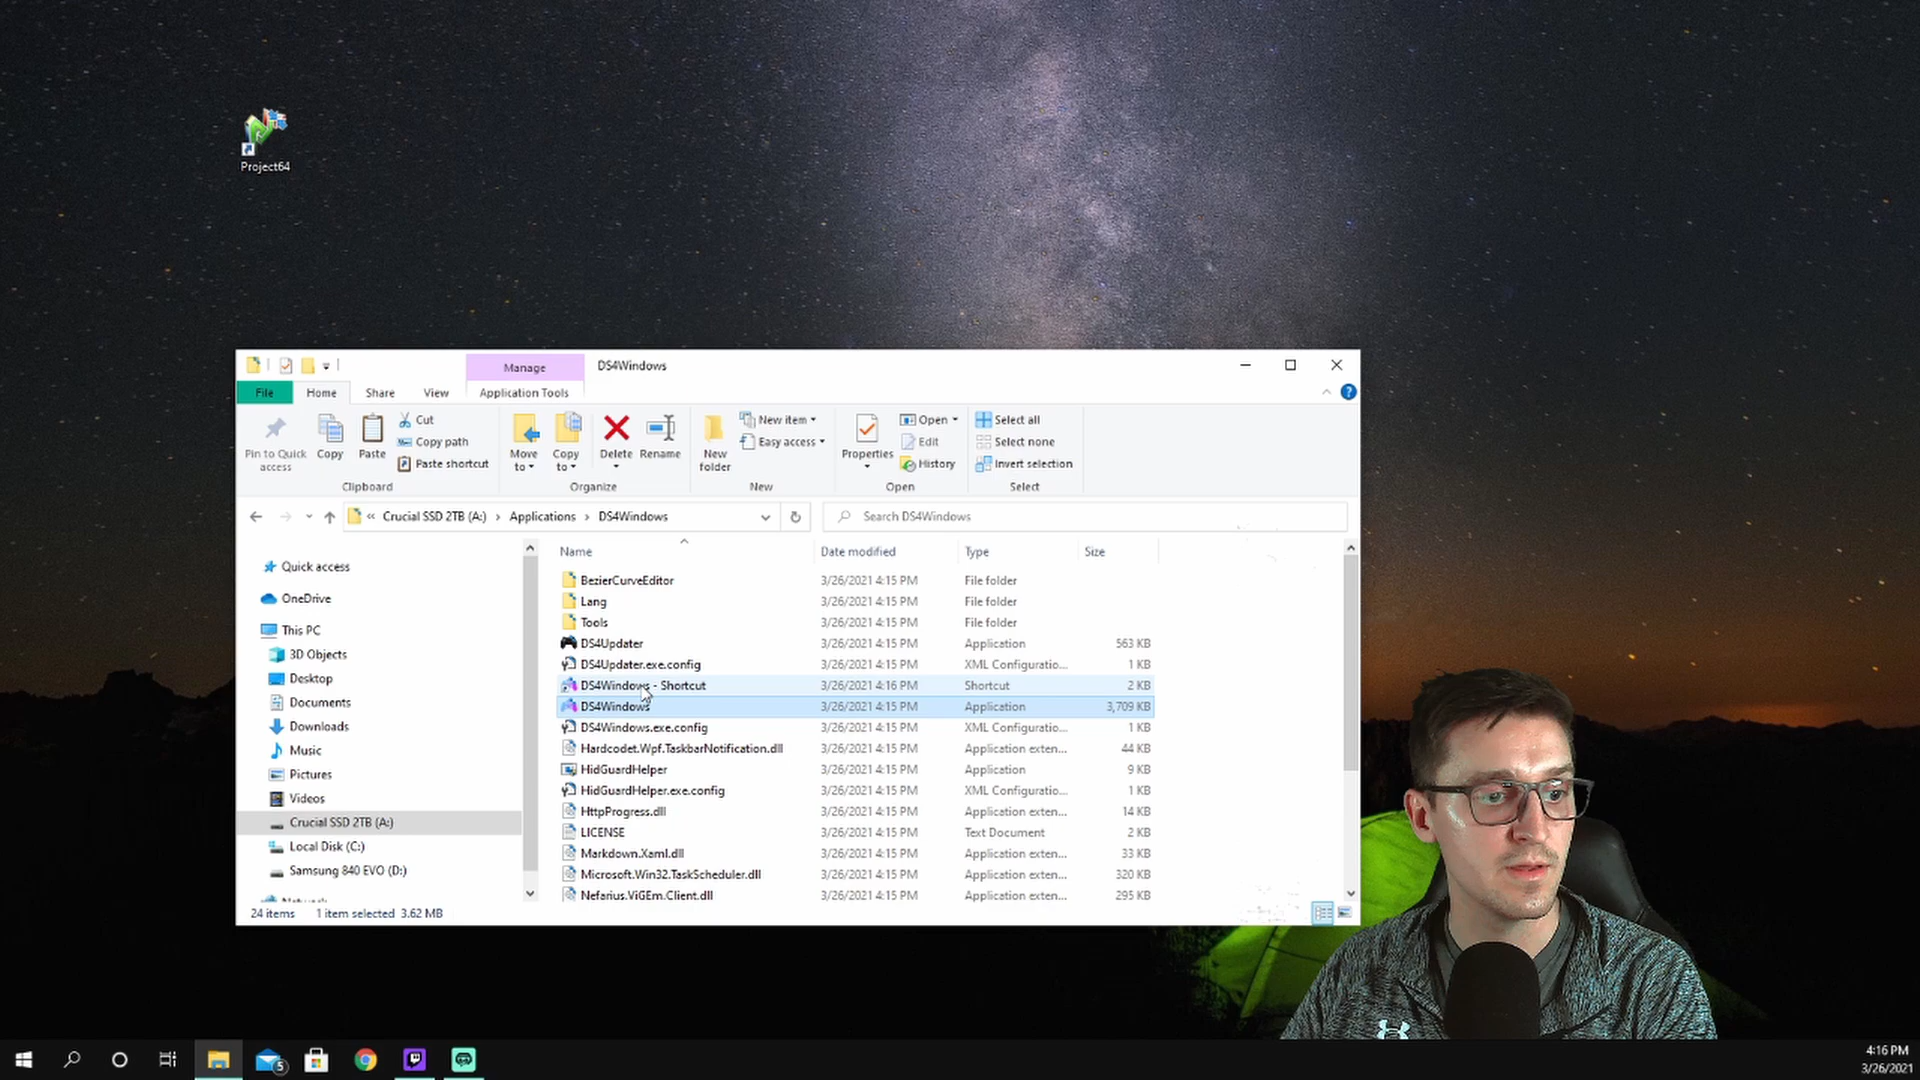 Project64
Manage
DS4Windows
File
Home
Share
View
Application Tools
Pin to Quick access
Copy
Paste
Cut
Copy path
Paste shortcut
Clipboard
Move to
Copy to
Delete
Rename
Organize
New folder
New item
Easy access
New
Properties
Open
Edit
History
Open
Select all
Select none
Invert selection
Select
« Crucial SSD 2TB (A:) > Applications > DS4Windows
Search DS4Windows
Quick access
OneDrive
This PC
3D Objects
Desktop
Documents
Downloads
Music
Pictures
Videos
Crucial SSD 2TB (A:)
Local Disk (C:)
Samsung 840 EVO (D:)
Name Date modified Type Size
BezierCurveEditor 3/26/2021 4:15 PM File folder
Lang 3/26/2021 4:15 PM File folder
Tools 3/26/2021 4:15 PM File folder
DS4Updater 3/26/2021 4:15 PM Application 563 KB
DS4Updater.exe.config 3/26/2021 4:15 PM XML Configuratio... 1 KB
DS4Windows - Shortcut 3/26/2021 4:16 PM Shortcut 2 KB
DS4Windows 3/26/2021 4:15 PM Application 3,709 KB
DS4Windows.exe.config 3/26/2021 4:15 PM XML Configuratio... 1 KB
Hardcodet.Wpf.TaskbarNotification.dll 3/26/2021 4:15 PM Application exten... 44 KB
HidGuardHelper 3/26/2021 4:15 PM Application 9 KB
HidGuardHelper.exe.config 3/26/2021 4:15 PM XML Configuratio... 1 KB
HttpProgress.dll 3/26/2021 4:15 PM Application exten... 14 KB
LICENSE 3/26/2021 4:15 PM Text Document 2 KB
Markdown.Xaml.dll 3/26/2021 4:15 PM Application exten... 33 KB
Microsoft.Win32.TaskScheduler.dll 3/26/2021 4:15 PM Application exten... 320 KB
Nefarius.ViGEm.Client.dll 3/26/2021 4:15 PM Application exten... 295 KB
24 items 1 item selected 3.62 MB
5
4:16 PM
3/26/2021